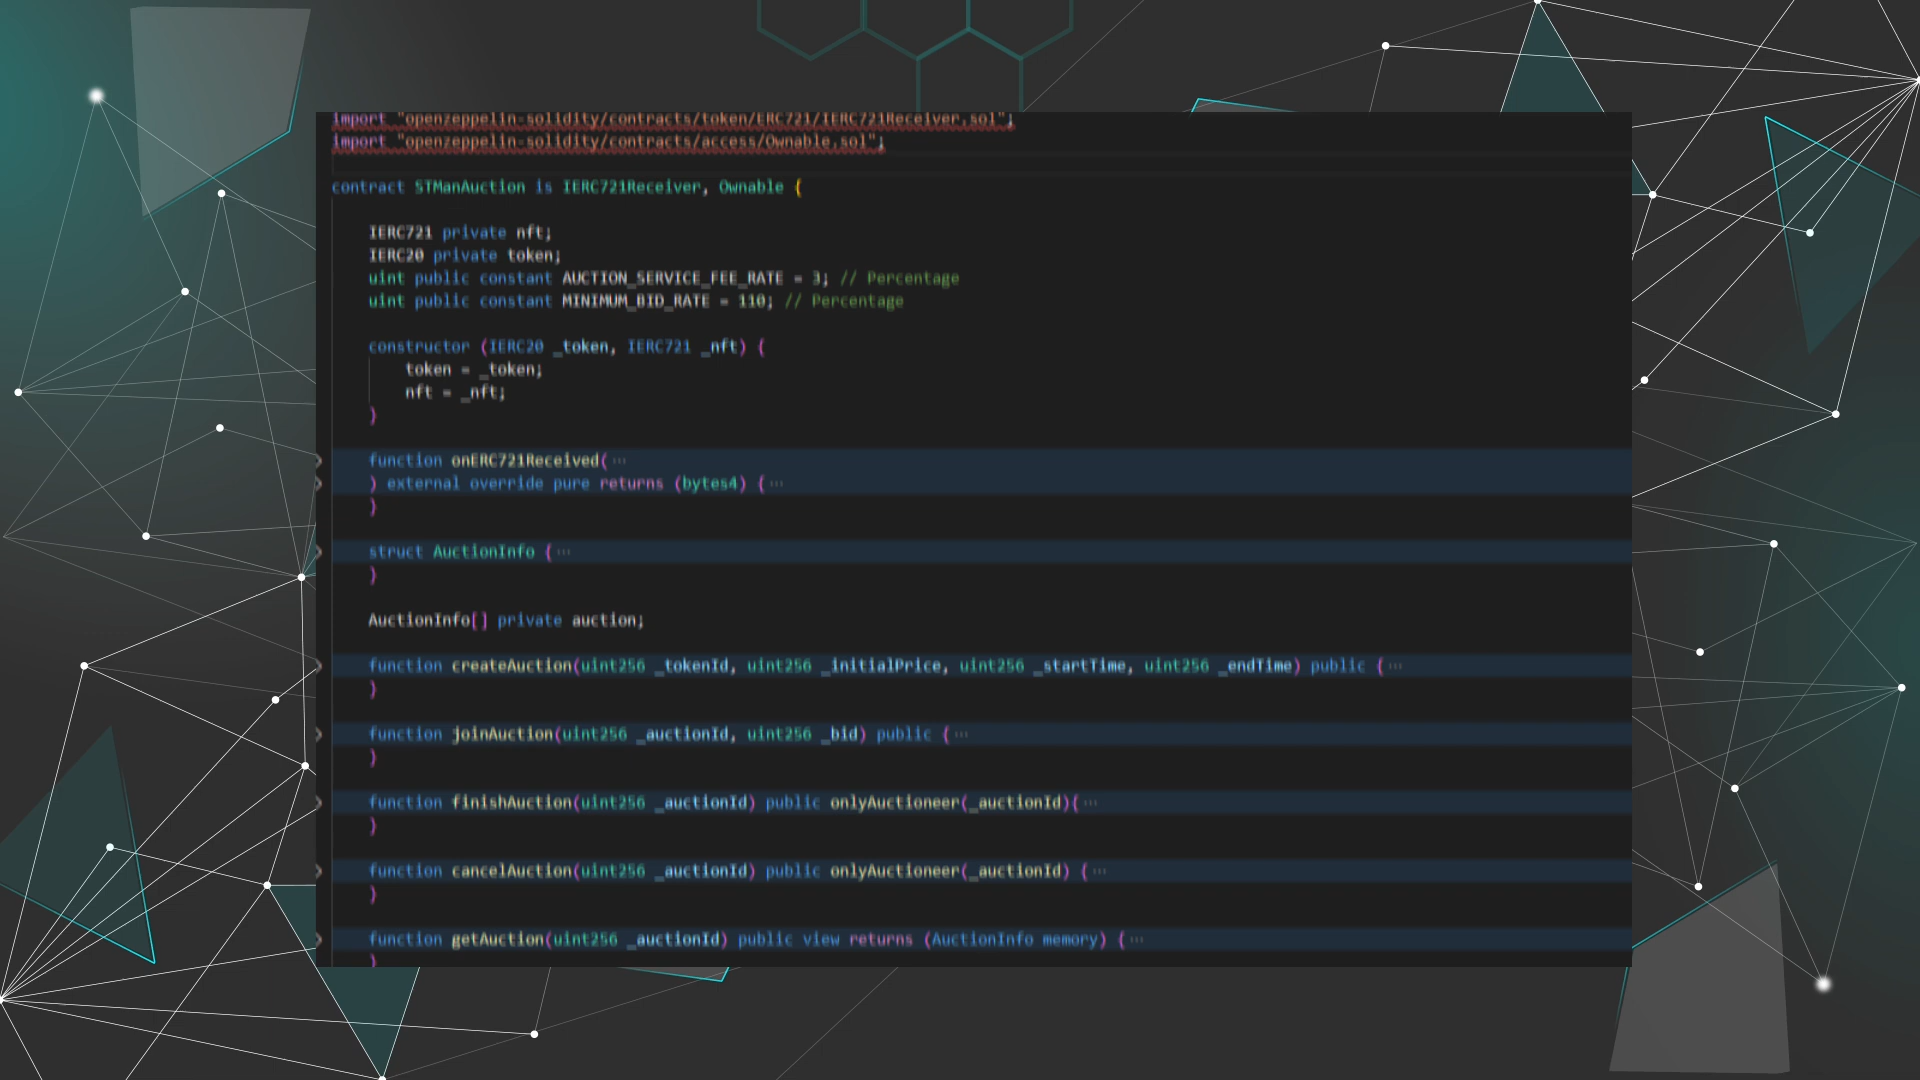 import "openzeppelin-solidity/contracts/token/ERC721/IERC721Receiver.sol";
import "openzeppelin-solidity/contracts/access/Ownable.sol";
contract STManAuction is IERC721Receiver, Ownable {
IERC721 private nft;
IERC20 private token;
uint public constant AUCTION_SERVICE_FEE_RATE = 3; // Percentage
uint public constant MINIMUM_BID_RATE = 110; // Percentage
constructor (IERC20 _token, IERC721 _nft) {
token = _token;
nft = _nft;
}
function onERC721Received(···
) external override pure returns (bytes4) {···
}
struct AuctionInfo {···
}
AuctionInfo[] private auction;
function createAuction(uint256 _tokenId, uint256 _initialPrice, uint256 _startTime, uint256 _endTime) public {···
}
function joinAuction(uint256 _auctionId, uint256 _bid) public {···
}
function finishAuction(uint256 _auctionId) public onlyAuctioneer(_auctionId){···
}
function cancelAuction(uint256 _auctionId) public onlyAuctioneer(_auctionId) {···
}
function getAuction(uint256 _auctionId) public view returns (AuctionInfo memory) {···
}